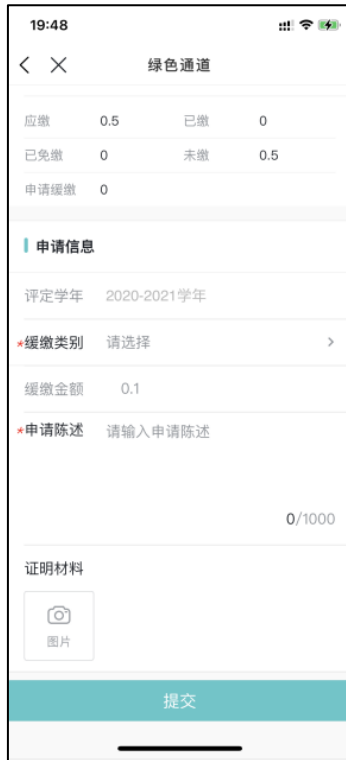 19:48
绿色通道
应缴 0.5 已缴 0
已免缴 0 未缴 0.5
申请缓缴 0
申请信息
评定学年 2020-2021学年
*缓缴类别 请选择
缓缴金额 0.1
*申请陈述 请输入申请陈述
0/1000
证明材料
图片
提交